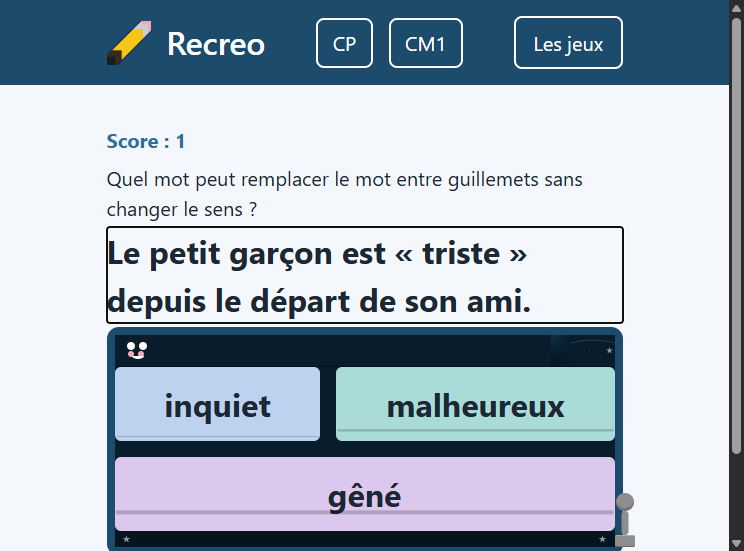 Recreo
CP
CM1
Les jeux
Score : 1
Quel mot peut remplacer le mot entre guillemets sans
changer le sens ?
Le petit garçon est « triste »
depuis le départ de son ami.
inquiet
malheureux
gêné